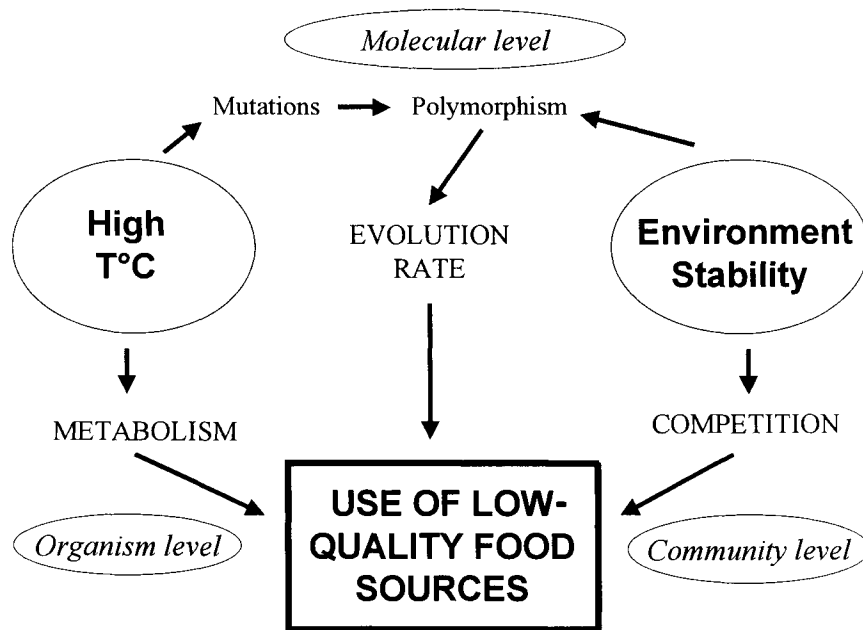 Molecular level
Mutations
Polymorphism
High
T°C
EVOLUTION
RATE
Environment
Stability
METABOLISM
COMPETITION
USE OF LOW-
QUALITY FOOD
SOURCES
Organism level
Community level